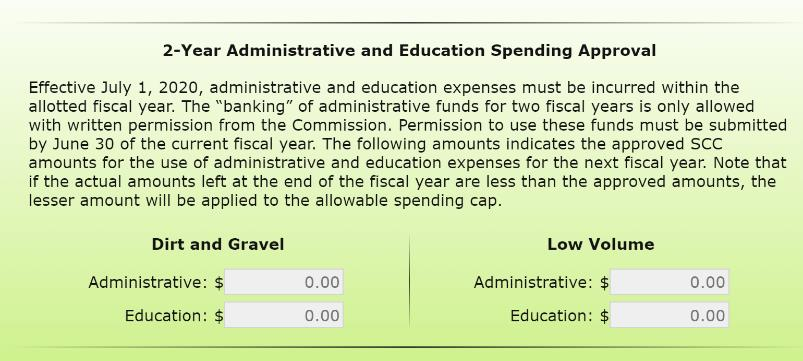 2-Year Administrative and Education Spending Approval
Effective July 1, 2020, administrative and education expenses must be incurred within the
allotted fiscal year. The “banking” of administrative funds for two fiscal years is only allowed
with written permission from the Commission. Permission to use these funds must be submitted
by June 30 of the current fiscal year. The following amounts indicates the approved SCC
amounts for the use of administrative and education expenses for the next fiscal year. Note that
if the actual amounts left at the end of the fiscal year are less than the approved amounts, the
lesser amount will be applied to the allowable spending cap.
Dirt and Gravel
Administrative: $ 0.00
Education: $ 0.00
Low Volume
Administrative: $ 0.00
Education: $ 0.00